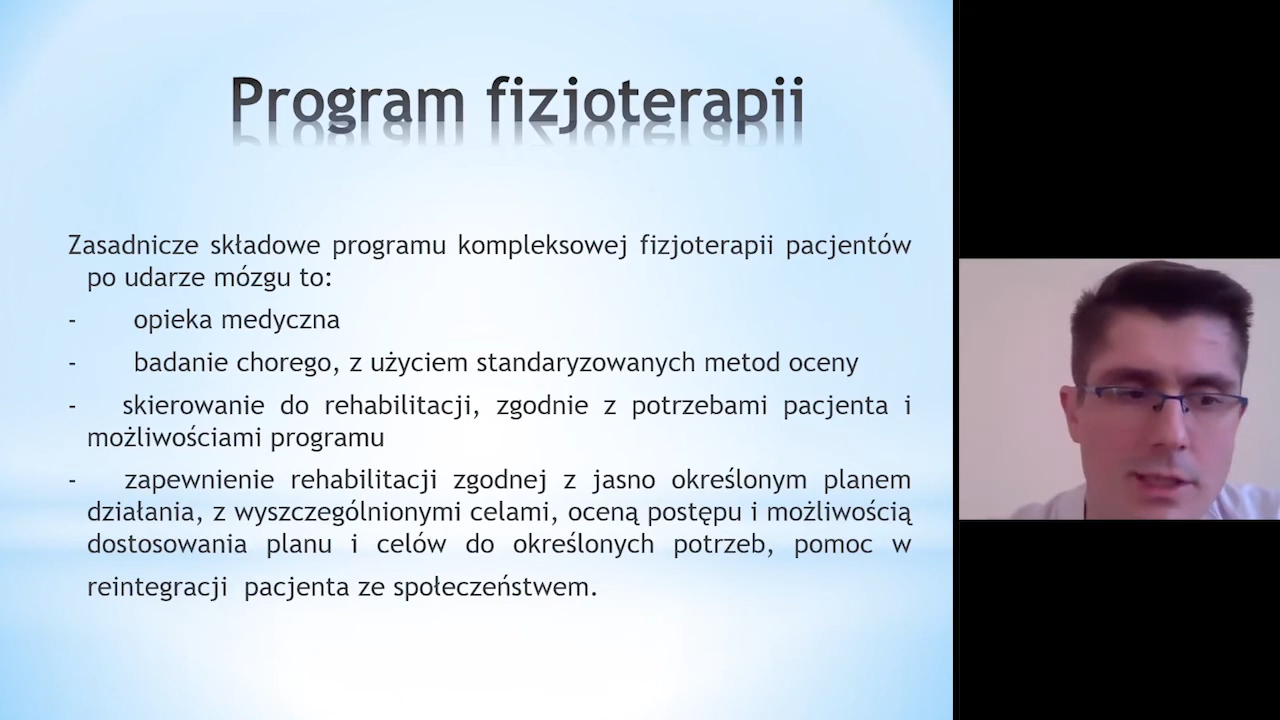 Program fizjoterapii
Zasadnicze składowe programu kompleksowej fizjoterapii pacjentów
po udarze mózgu to:
- opieka medyczna
- badanie chorego, z użyciem standaryzowanych metod oceny
- skierowanie do rehabilitacji, zgodnie z potrzebami pacjenta i
możliwościami programu
- zapewnienie rehabilitacji zgodnej z jasno określonym planem
działania, z wyszczególnionymi celami, oceną postępu i możliwością
dostosowania planu i celów do określonych potrzeb, pomoc w
reintegracji pacjenta ze społeczeństwem.